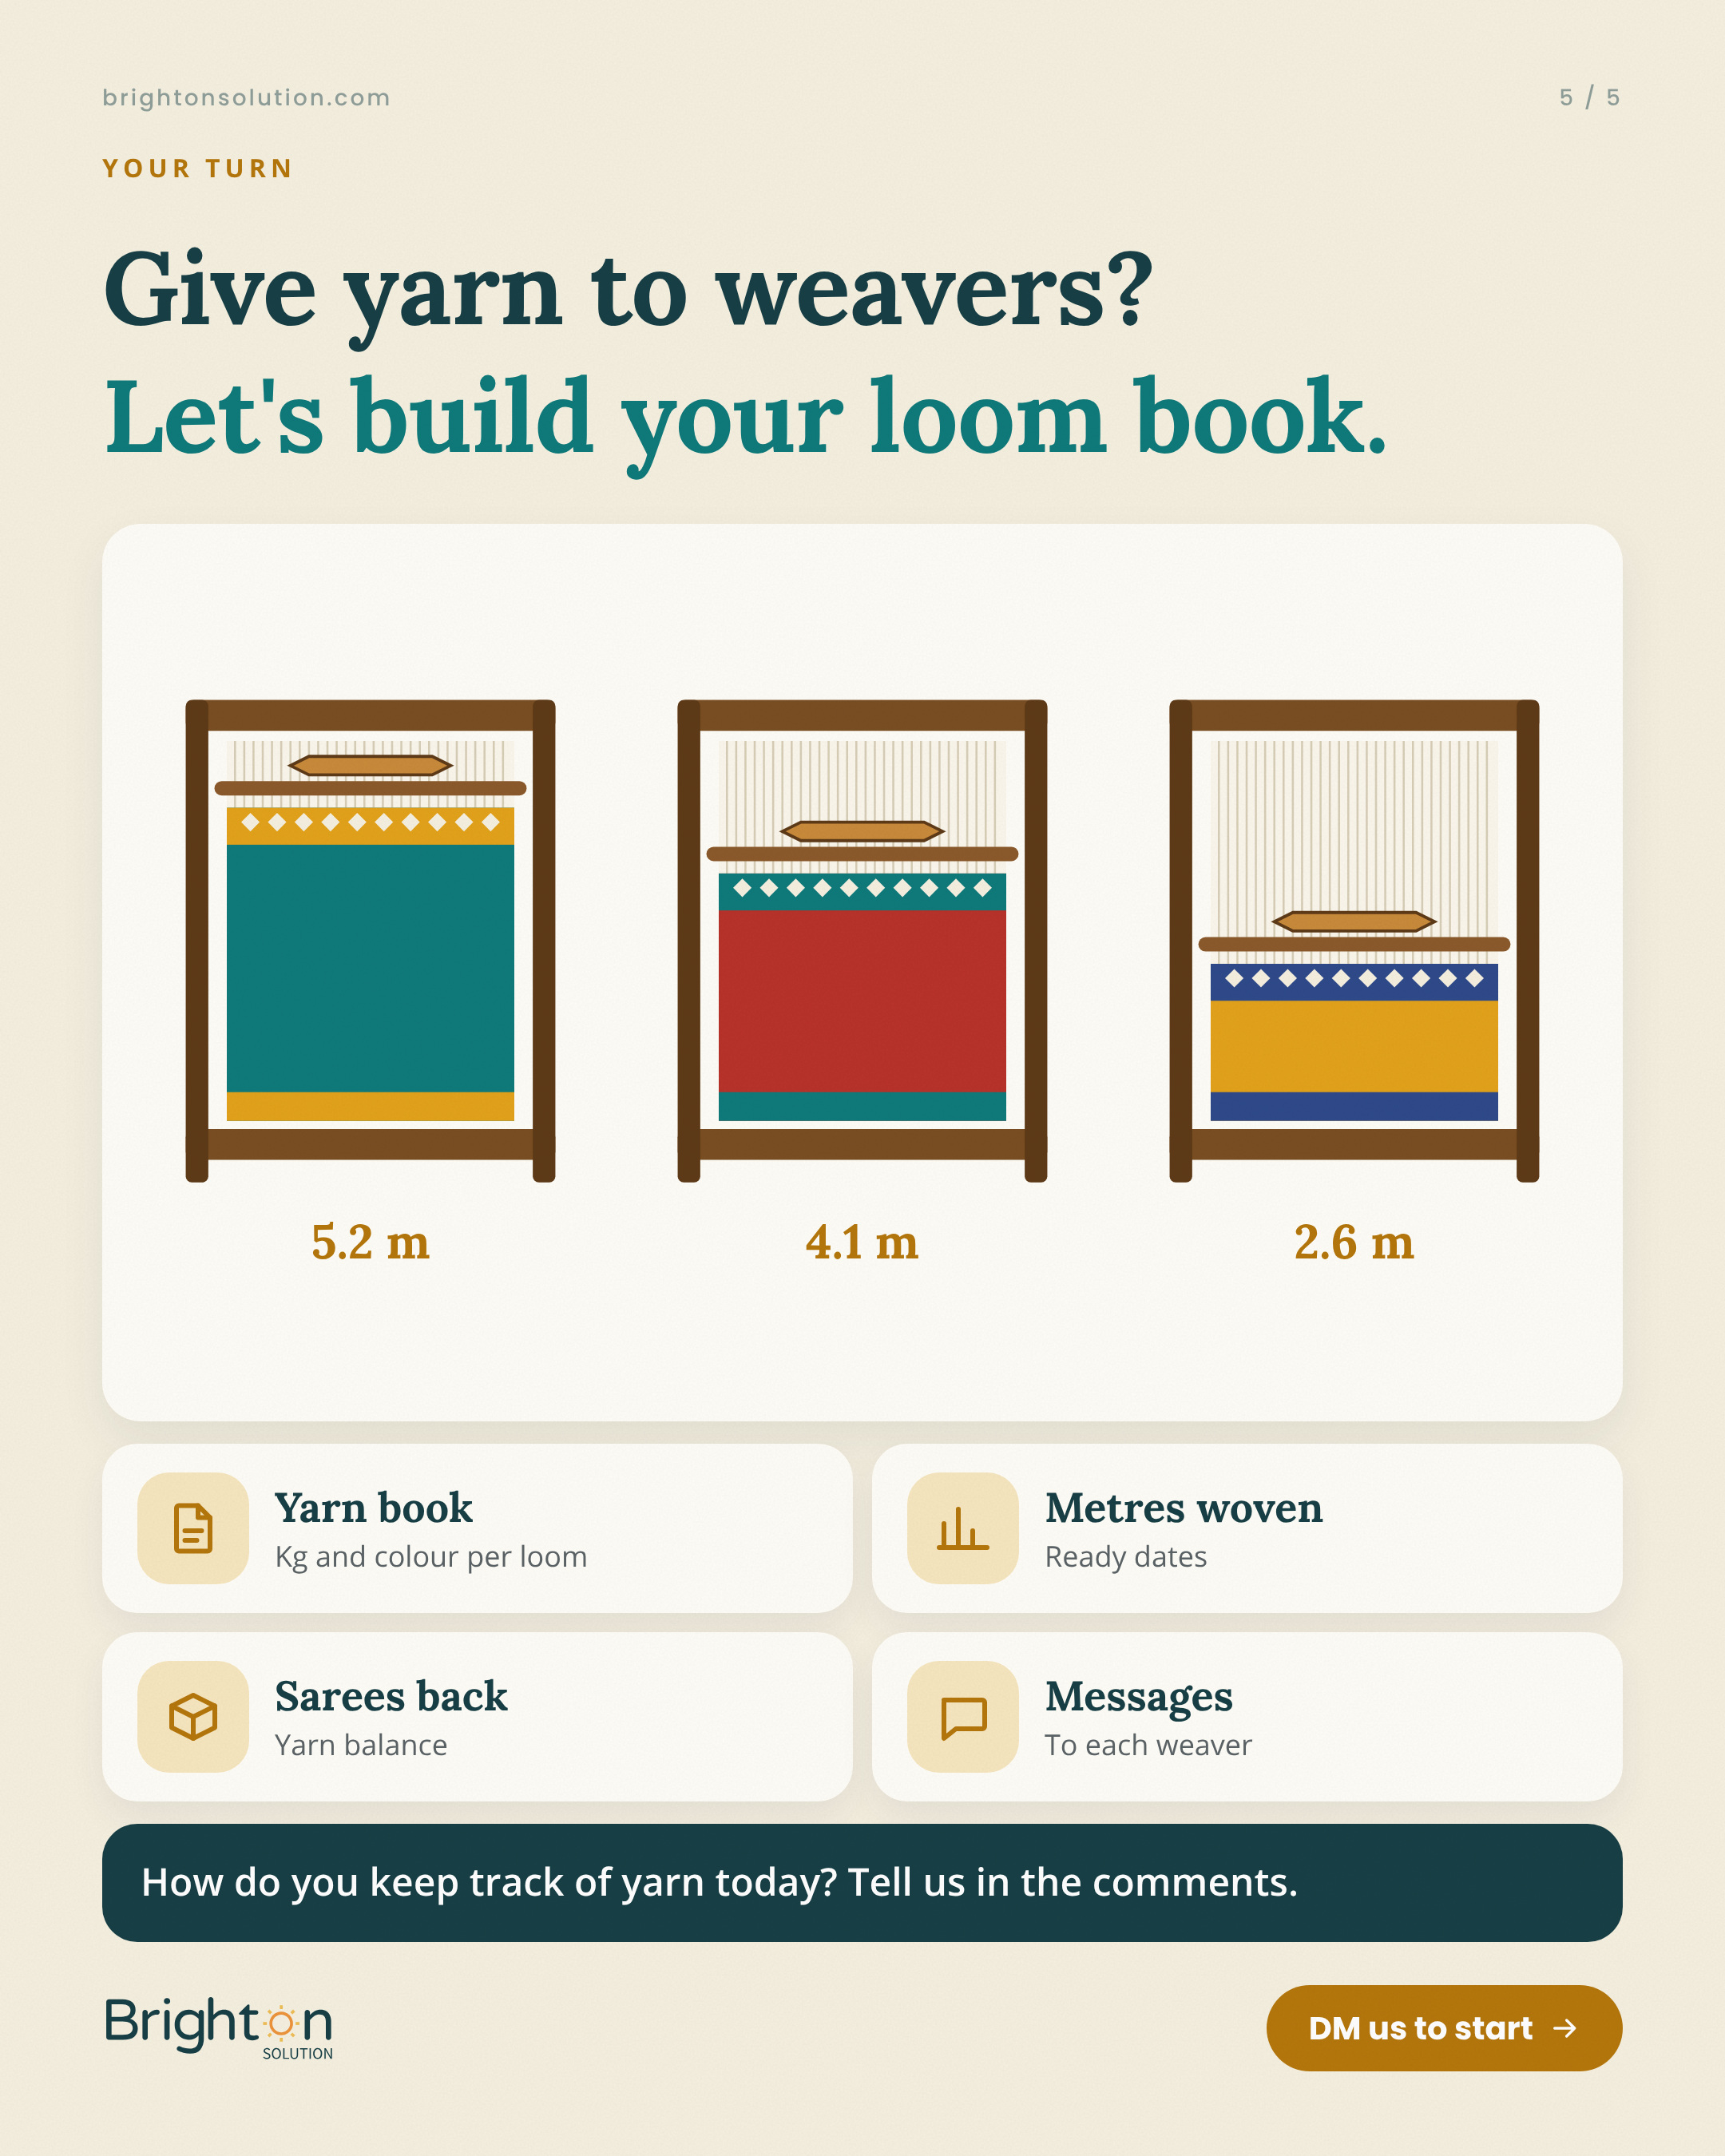 brightonsolution.com
5 / 5
YOUR TURN
Give yarn to weavers?
Let's build your loom book.
5.2 m
4.1 m
2.6 m
Yarn book
Kg and colour per loom
Metres woven
Ready dates
Sarees back
Yarn balance
Messages
To each weaver
How do you keep track of yarn today? Tell us in the comments.
Brighton
SOLUTION
DM us to start →